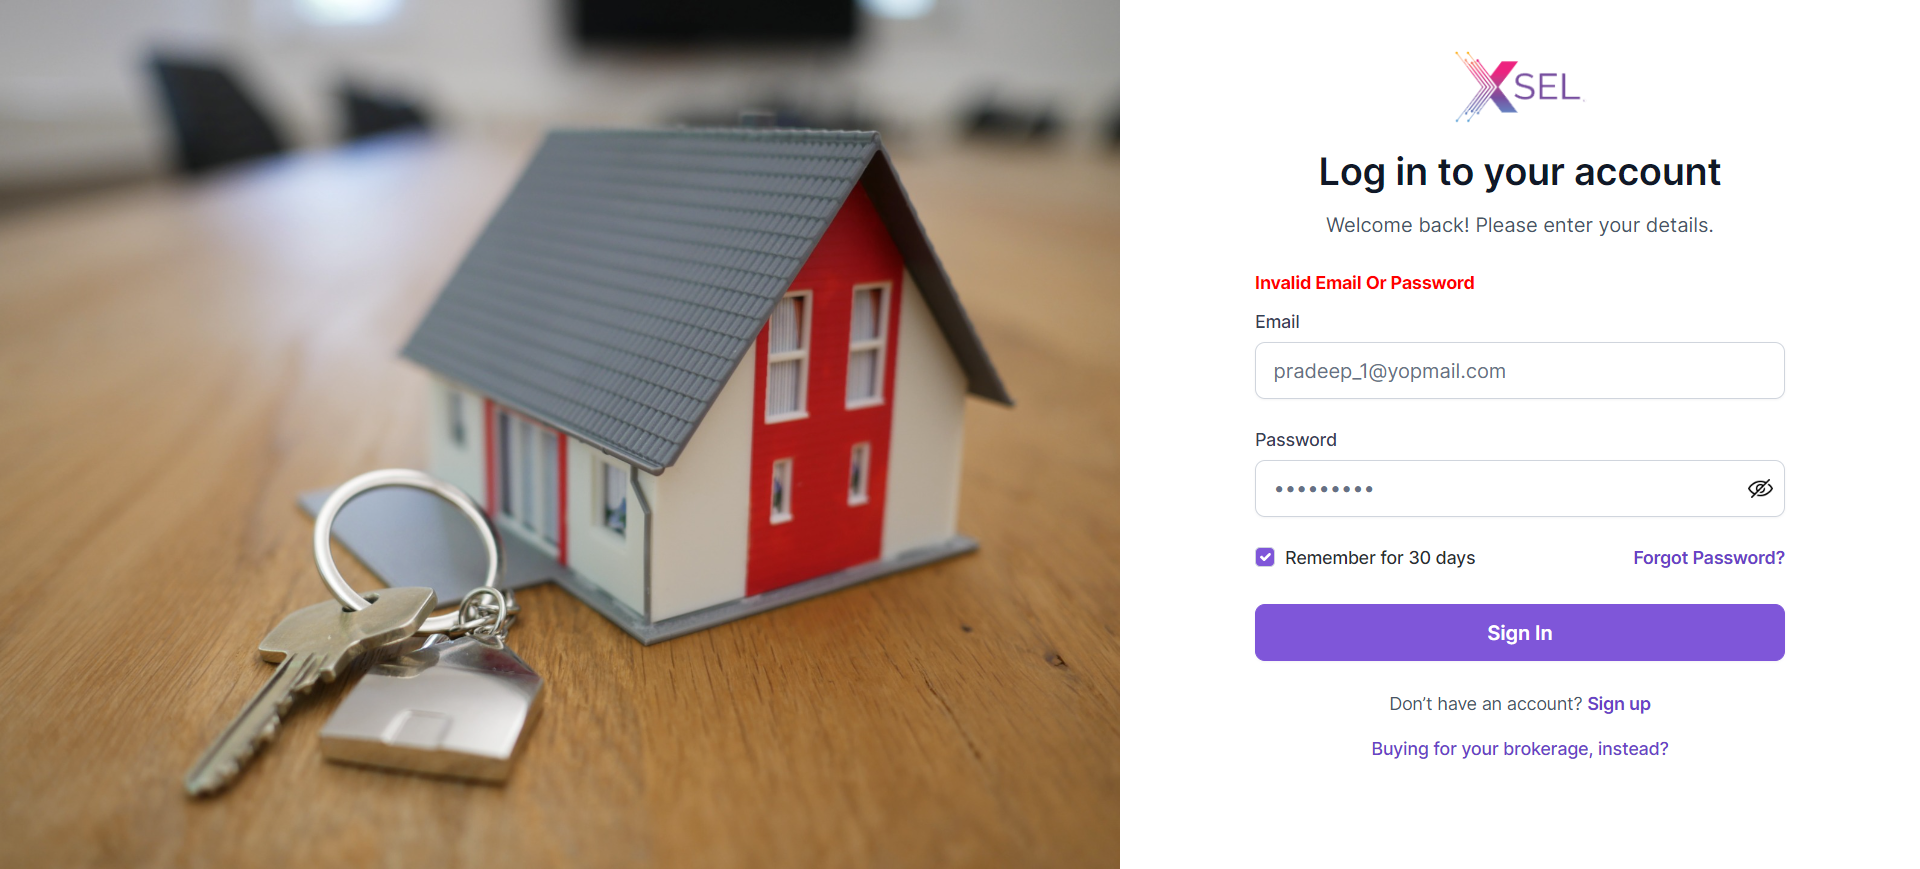 XSEL
Log in to your account
Welcome back! Please enter your details.
Invalid Email Or Password
Email
pradeep_1@yopmail.com
Password
•••••••••
Remember for 30 days
Forgot Password?
Sign In
Don’t have an account? Sign up
Buying for your brokerage, instead?